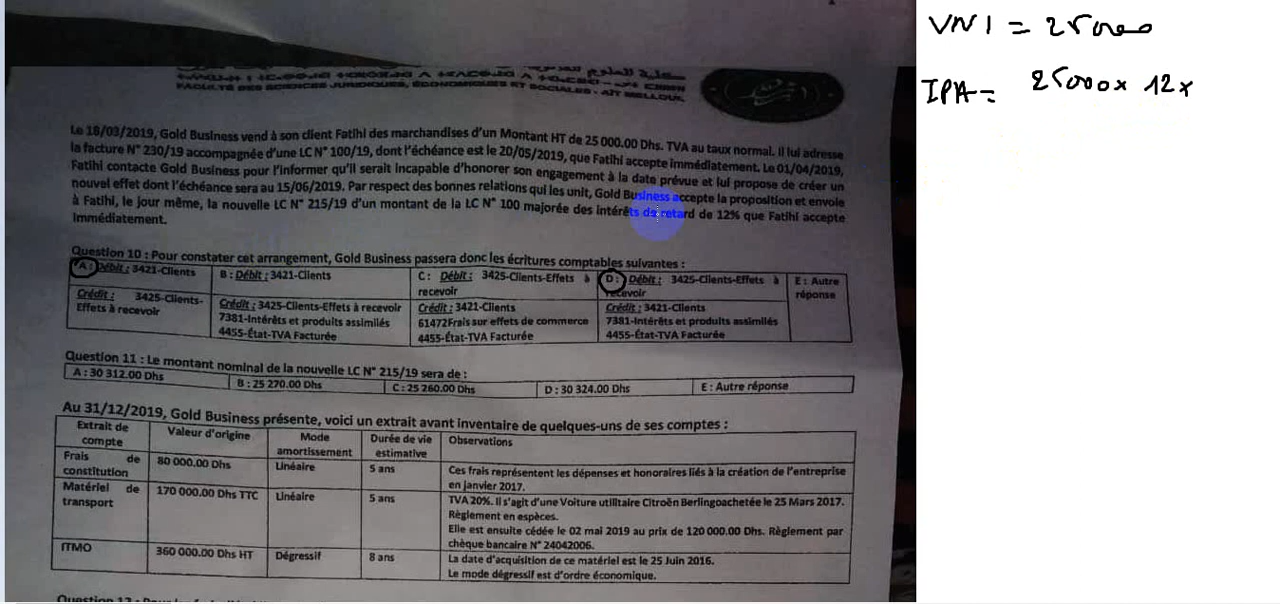 VN1 = 25000
IPA = 25000 x 12 x
FACULTÉ DES SCIENCES JURIDIQUES, ÉCONOMIQUES ET SOCIALES - AÏT MELLOUL
Le 18/03/2019, Gold Business vend à son client Fatihi des marchandises d'un Montant HT de 25 000.00 Dhs. TVA au taux normal. Il lui adresse
la facture N° 230/19 accompagnée d'une LC N° 100/19, dont l'échéance est le 20/05/2019, que Fatihi accepte immédiatement. Le 01/04/2019,
Fatihi contacte Gold Business pour l'informer qu'il serait incapable d'honorer son engagement à la date prévue et lui propose de créer un
nouvel effet dont l'échéance sera au 15/06/2019. Par respect des bonnes relations qui les unit, Gold Business accepte la proposition et envoie
à Fatihi, le jour même, la nouvelle LC N° 215/19 d'un montant de la LC N° 100 majorée des intérêts de retard de 12% que Fatihi accepte
immédiatement.
Question 10 : Pour constater cet arrangement, Gold Business passera donc les écritures comptables suivantes :
A : Débit : 3421-Clients
Crédit : 3425-Clients-
Effets à recevoir
B : Débit : 3421-Clients
Crédit : 3425-Clients-Effets à recevoir
7381-Intérêts et produits assimilés
4455-État-TVA Facturée
C : Débit : 3425-Clients-Effets à
recevoir
Crédit : 3421-Clients
61472Frais sur effets de commerce
4455-État-TVA Facturée
D : Débit : 3425-Clients-Effets à
recevoir
Crédit : 3421-Clients
7381-Intérêts et produits assimilés
4455-État-TVA Facturée
E : Autre
réponse
Question 11 : Le montant nominal de la nouvelle LC N° 215/19 sera de :
A : 30 312.00 Dhs B : 25 270.00 Dhs C : 25 260.00 Dhs D : 30 324.00 Dhs E : Autre réponse
Au 31/12/2019, Gold Business présente, voici un extrait avant inventaire de quelques-uns de ses comptes :
Extrait de
compte
Valeur d'origine
Mode
amortissement
Durée de vie
estimative
Observations
Frais de
constitution
80 000.00 Dhs
Linéaire
5 ans
Ces frais représentent les dépenses et honoraires liés à la création de l'entreprise
en janvier 2017.
Matériel de
transport
170 000.00 Dhs TTC
Linéaire
5 ans
TVA 20%. Il s'agit d'une Voiture utilitaire Citroën Berlingoachetée le 25 Mars 2017.
Règlement en espèces.
Elle est ensuite cédée le 02 mai 2019 au prix de 120 000.00 Dhs. Règlement par
chèque bancaire N° 24042006.
ITMO
360 000.00 Dhs HT
Dégressif
8 ans
La date d'acquisition de ce matériel est le 25 Juin 2016.
Le mode dégressif est d'ordre économique.